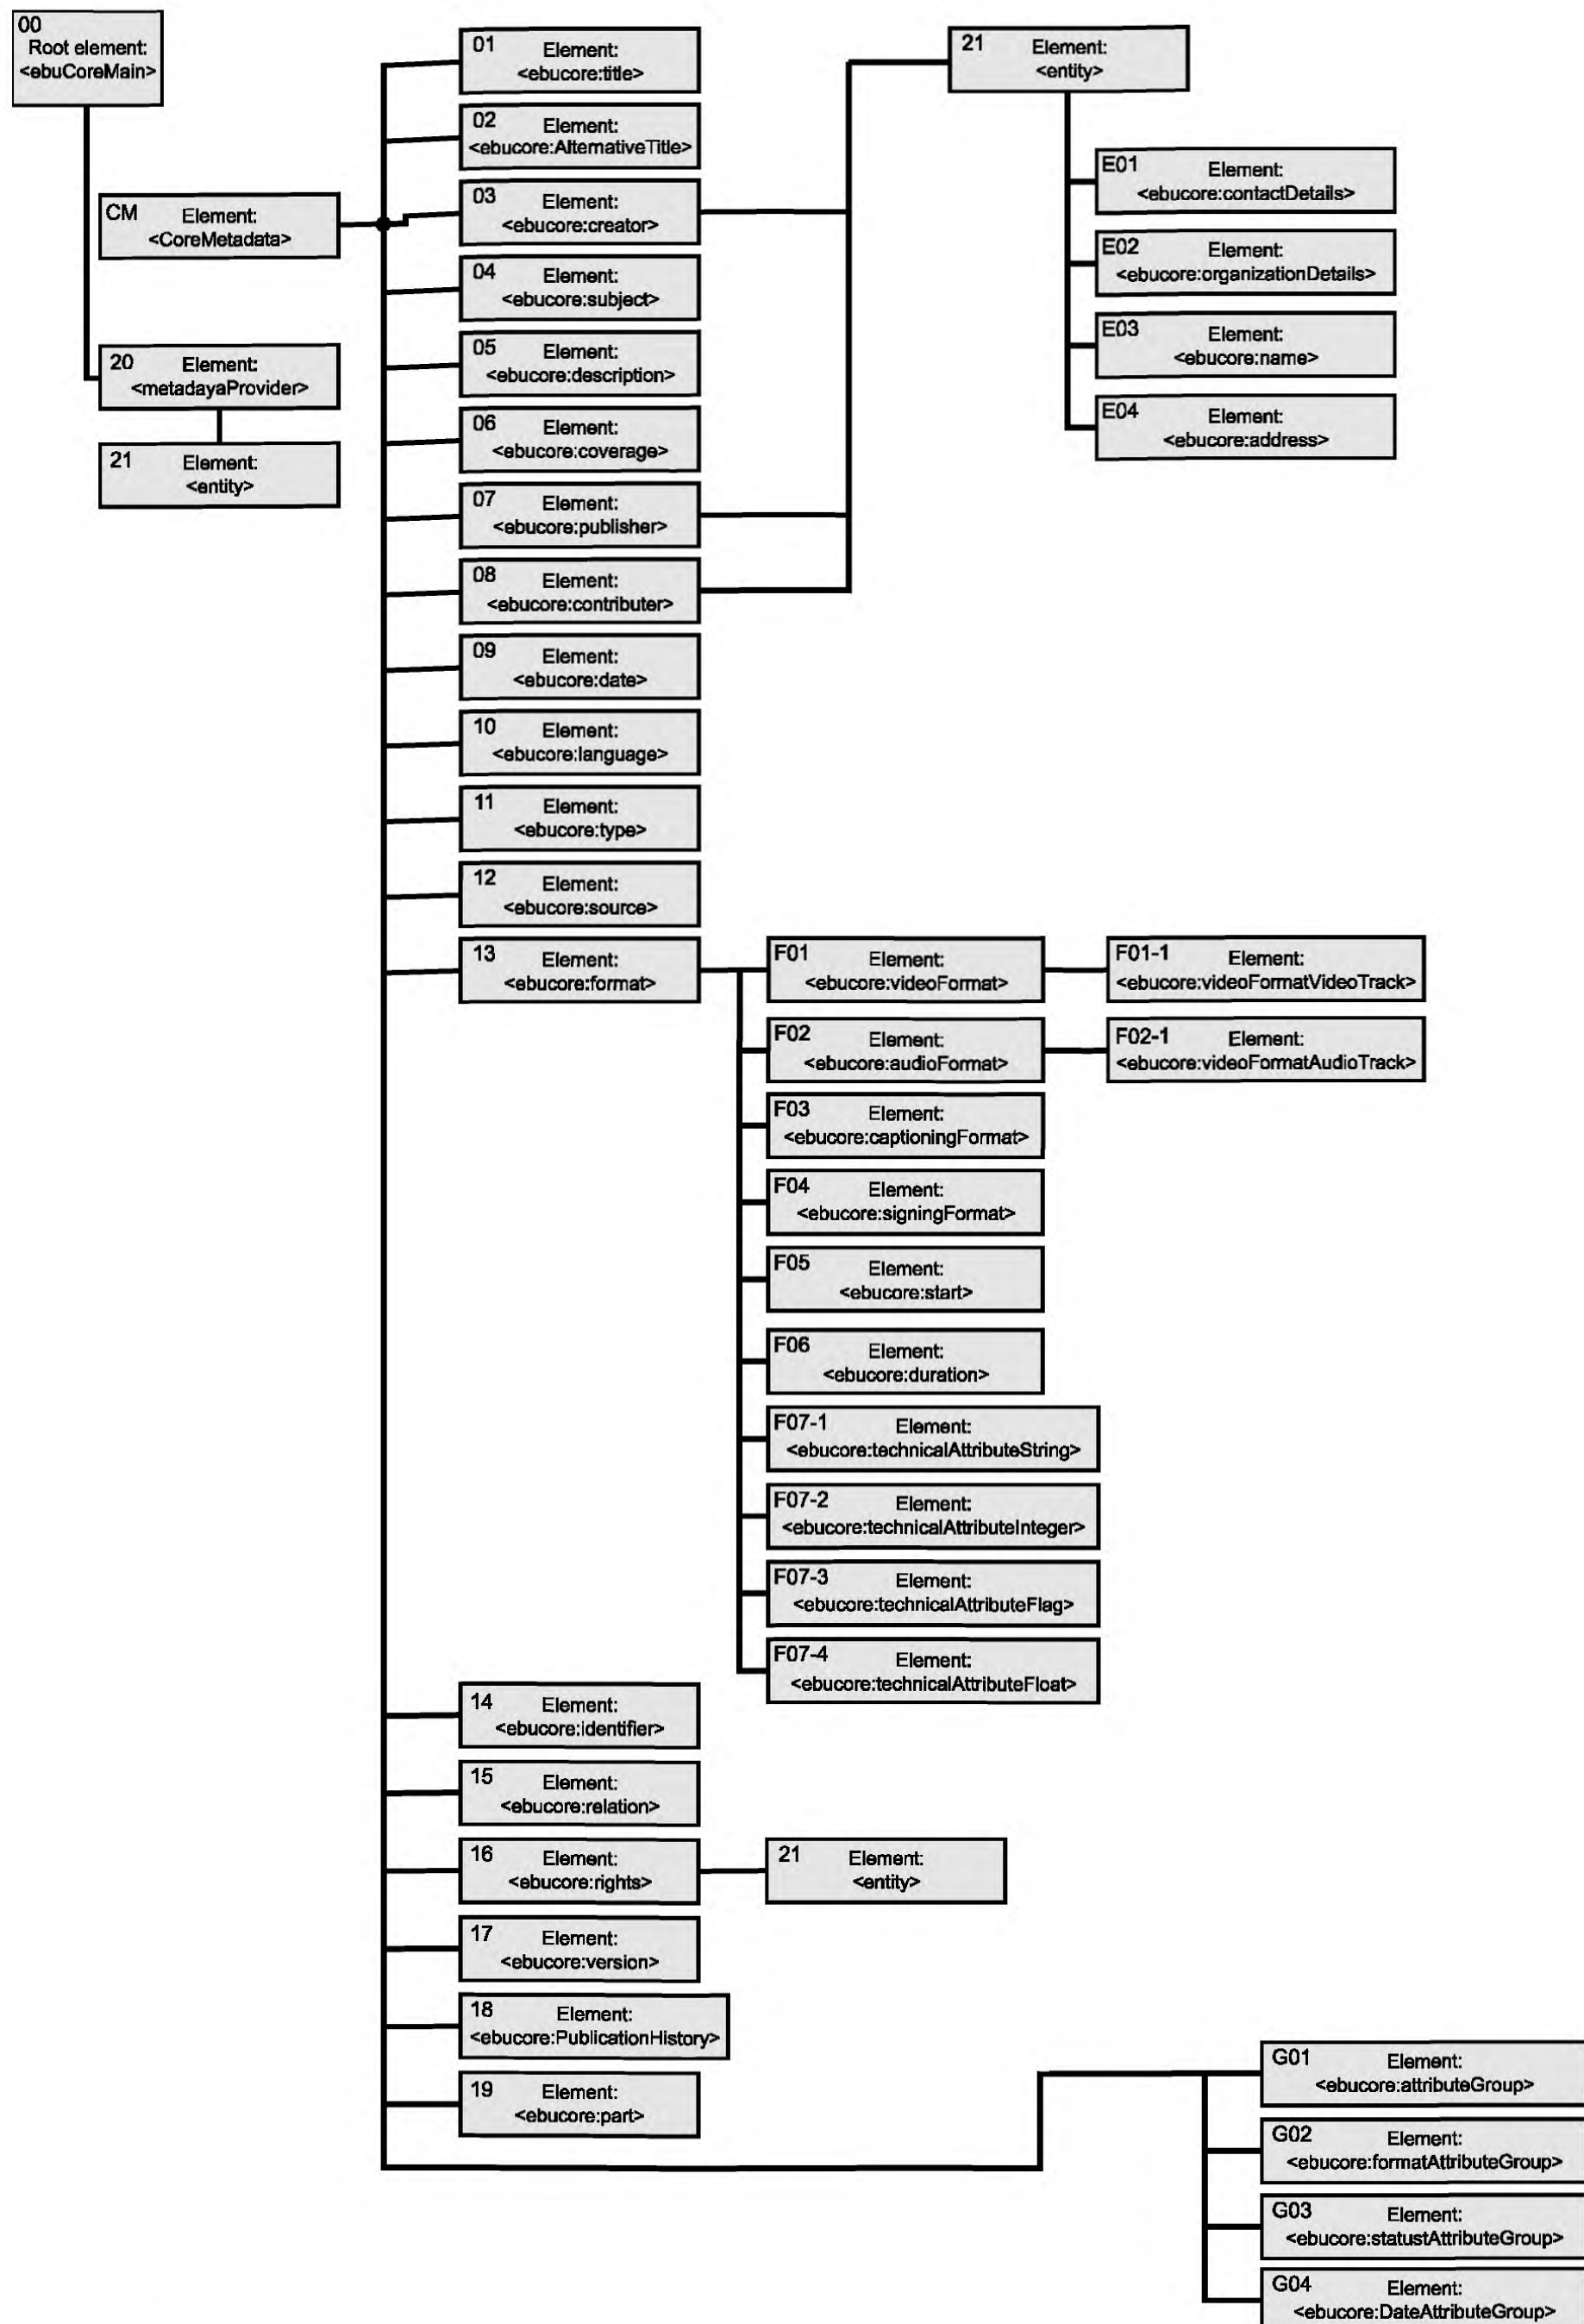 00
Root element:
<ebuCoreMain>
CM Element:
<CoreMetadata>
20 Element:
<metadayaProvider>
21 Element:
<entity>
01 Element:
<ebucore:title>
02 Element:
<ebucore:AlternativeTitle>
03 Element:
<ebucore:creator>
04 Element:
<ebucore:subject>
05 Element:
<ebucore:description>
06 Element:
<ebucore:coverage>
07 Element:
<ebucore:publisher>
08 Element:
<ebucore:contributer>
09 Element:
<ebucore:date>
10 Element:
<ebucore:language>
11 Element:
<ebucore:type>
12 Element:
<ebucore:source>
13 Element:
<ebucore:format>
14 Element:
<ebucore:identifier>
15 Element:
<ebucore:relation>
16 Element:
<ebucore:rights>
17 Element:
<ebucore:version>
18 Element:
<ebucore:PublicationHistory>
19 Element:
<ebucore:part>
21 Element:
<entity>
E01 Element:
<ebucore:contactDetails>
E02 Element:
<ebucore:organizationDetails>
E03 Element:
<ebucore:name>
E04 Element:
<ebucore:address>
F01 Element:
<ebucore:videoFormat>
F01-1 Element:
<ebucore:videoFormatVideoTrack>
F02 Element:
<ebucore:audioFormat>
F02-1 Element:
<ebucore:videoFormatAudioTrack>
F03 Element:
<ebucore:captioningFormat>
F04 Element:
<ebucore:signingFormat>
F05 Element:
<ebucore:start>
F06 Element:
<ebucore:duration>
F07-1 Element:
<ebucore:technicalAttributeString>
F07-2 Element:
<ebucore:technicalAttributeInteger>
F07-3 Element:
<ebucore:technicalAttributeFlag>
F07-4 Element:
<ebucore:technicalAttributeFloat>
21 Element:
<entity>
G01 Element:
<ebucore:attributeGroup>
G02 Element:
<ebucore:formatAttributeGroup>
G03 Element:
<ebucore:statustAttributeGroup>
G04 Element:
<ebucore:DateAttributeGroup>